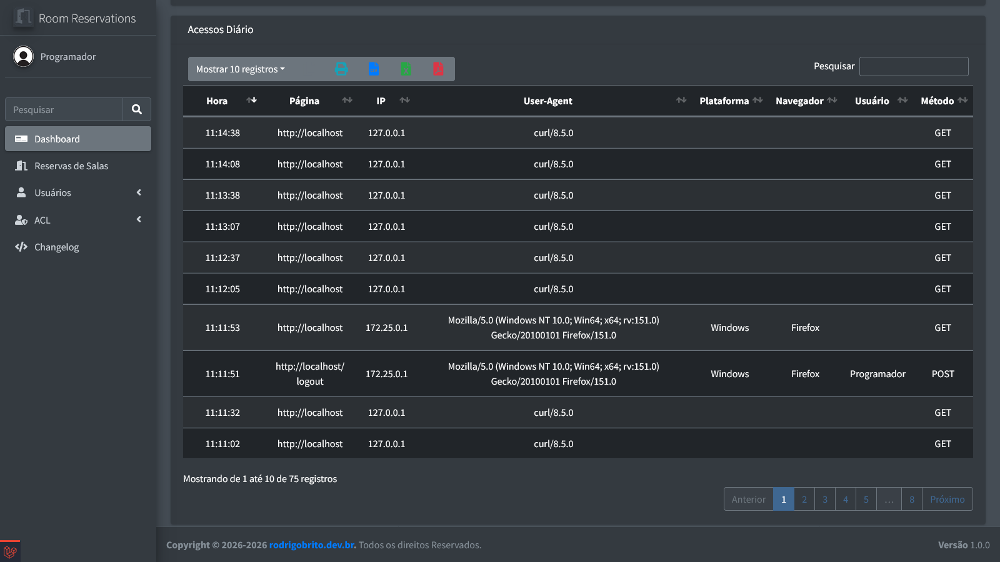 Room Reservations
Programador
Pesquisar
Dashboard
Reservas de Salas
Usuários
ACL
Changelog
Acessos Diário
Mostrar 10 registros
Pesquisar
Hora Página IP User-Agent Plataforma Navegador Usuário Método
11:14:38 http://localhost 127.0.0.1 curl/8.5.0 GET
11:14:08 http://localhost 127.0.0.1 curl/8.5.0 GET
11:13:38 http://localhost 127.0.0.1 curl/8.5.0 GET
11:13:07 http://localhost 127.0.0.1 curl/8.5.0 GET
11:12:37 http://localhost 127.0.0.1 curl/8.5.0 GET
11:12:05 http://localhost 127.0.0.1 curl/8.5.0 GET
11:11:53 http://localhost 172.25.0.1 Mozilla/5.0 (Windows NT 10.0; Win64; x64; rv:151.0)
Gecko/20100101 Firefox/151.0 Windows Firefox GET
11:11:51 http://localhost/
logout 172.25.0.1 Mozilla/5.0 (Windows NT 10.0; Win64; x64; rv:151.0)
Gecko/20100101 Firefox/151.0 Windows Firefox Programador POST
11:11:32 http://localhost 127.0.0.1 curl/8.5.0 GET
11:11:02 http://localhost 127.0.0.1 curl/8.5.0 GET
Mostrando de 1 até 10 de 75 registros
Anterior 1 2 3 4 5 … 8 Próximo
Copyright © 2026-2026 rodrigobrito.dev.br. Todos os direitos Reservados.
Versão 1.0.0